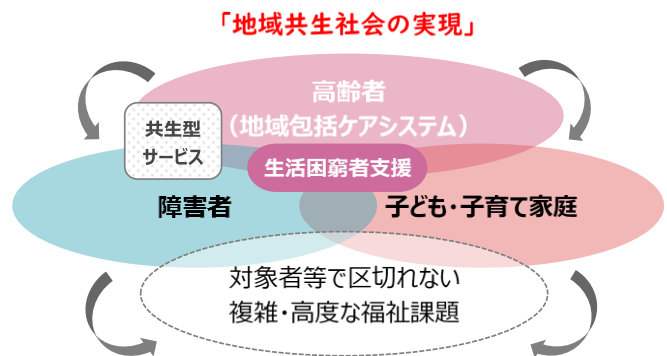 「地域共生社会の実現」
高齢者
（地域包括ケアシステム）
共生型
サービス
生活困窮者支援
障害者
子ども・子育て家庭
対象者等で区切れない
複雑・高度な福祉課題